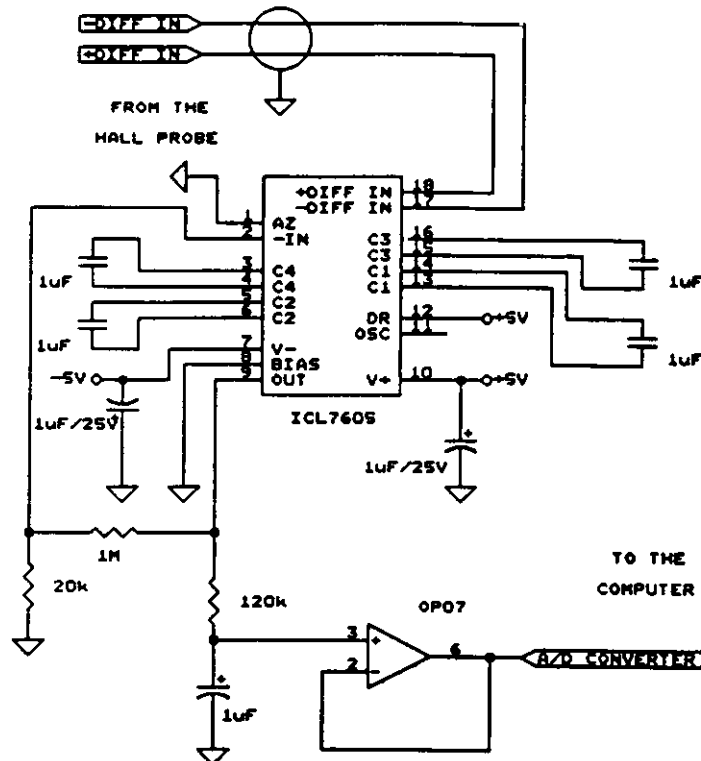 -DIFF IN
+DIFF IN
FROM THE
HALL PROBE
+DIFF IN 18
-DIFF IN 17
1 AZ
2 -IN
C3 16
C3 15
3 C4
C1 14
4 C4
C1 13
5 C2
6 C2
1uF
1uF
1uF
1uF
DR 12 +5V
OSC 11
7 V-
8 BIAS
9 OUT
-5V
V+ 10 +5V
ICL7605
1uF/25V
1uF/25V
1M
20k
120k
TO THE
COMPUTER
OP07
3 +
2 -
6
A/D CONVERTER
1uF